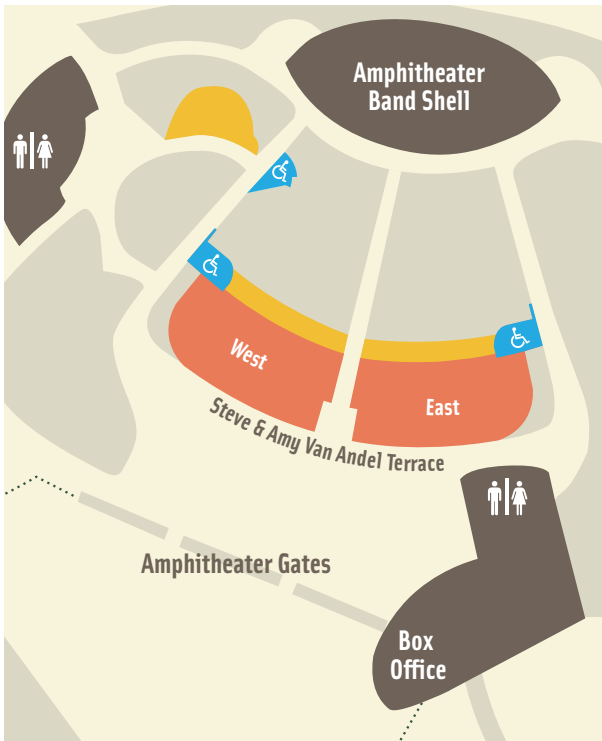 Amphitheater
Band Shell
West
East
Steve & Amy Van Andel Terrace
Amphitheater Gates
Box
Office